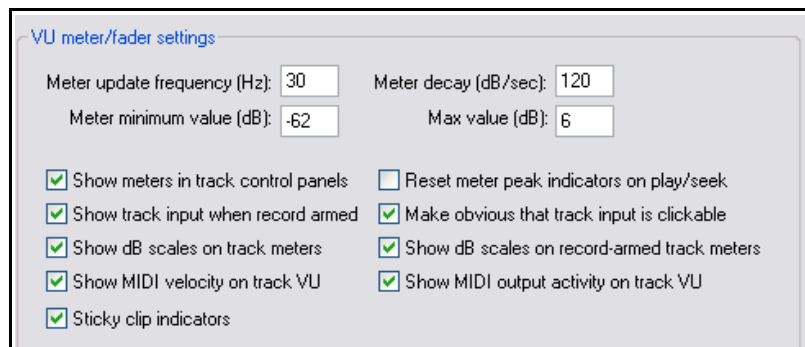 VU meter/fader settings
Meter update frequency (Hz): 30 Meter decay (dB/sec): 120
Meter minimum value (dB): -62 Max value (dB): 6
Show meters in track control panels Reset meter peak indicators on play/seek
Show track input when record armed Make obvious that track input is clickable
Show dB scales on track meters Show dB scales on record-armed track meters
Show MIDI velocity on track VU Show MIDI output activity on track VU
Sticky clip indicators